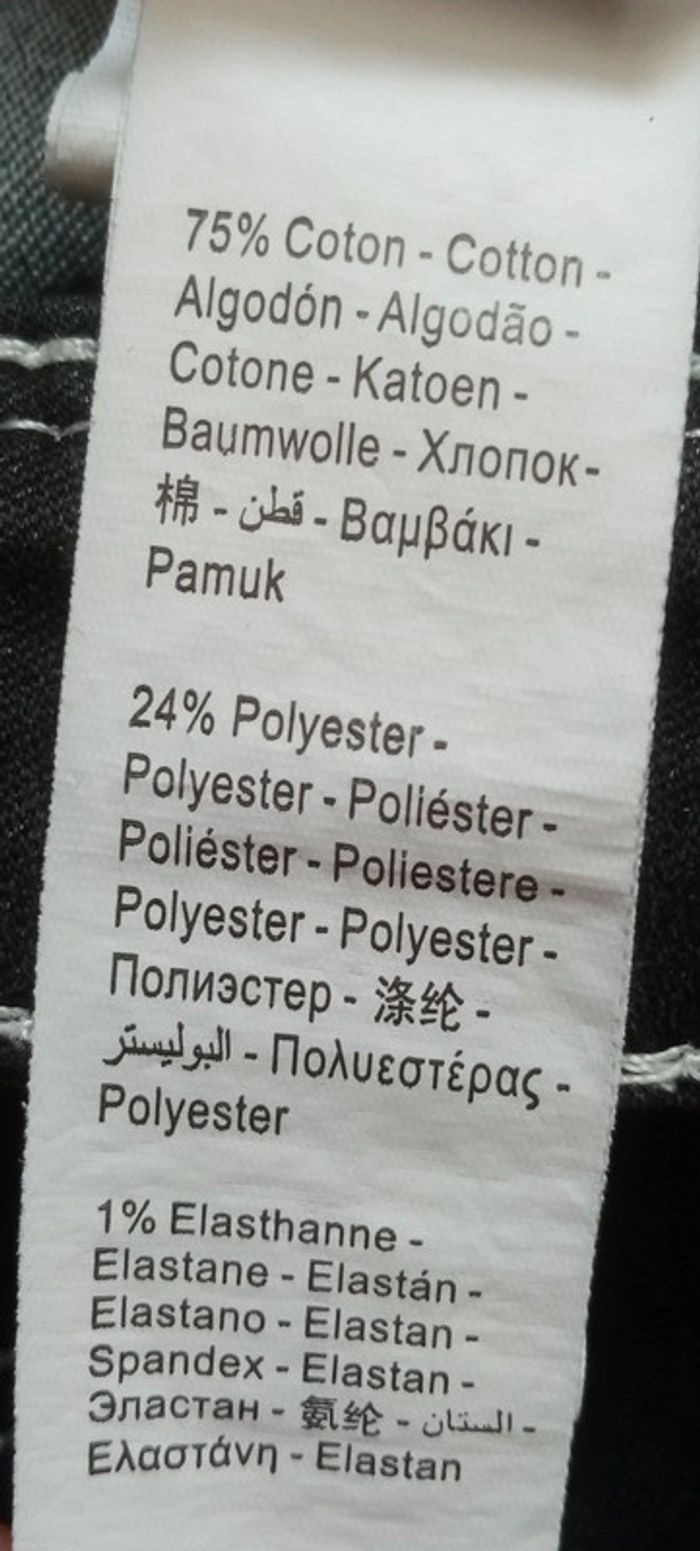 75% Coton - Cotton -
Algodón - Algodão -
Cotone - Katoen -
Baumwolle - Хлопок-
棉 - قطن - Βαμβάκι -
Pamuk
24% Polyester -
Polyester - Poliéster -
Poliéster - Poliestere -
Polyester - Polyester -
Полиэстер - 涤纶 -
البوليستر - Πολυεστέρας -
Polyester
1% Elasthanne -
Elastane - Elastán -
Elastano - Elastan -
Spandex - Elastan -
Эластан - 氨纶 - الستان -
Ελαστάνη - Elastan